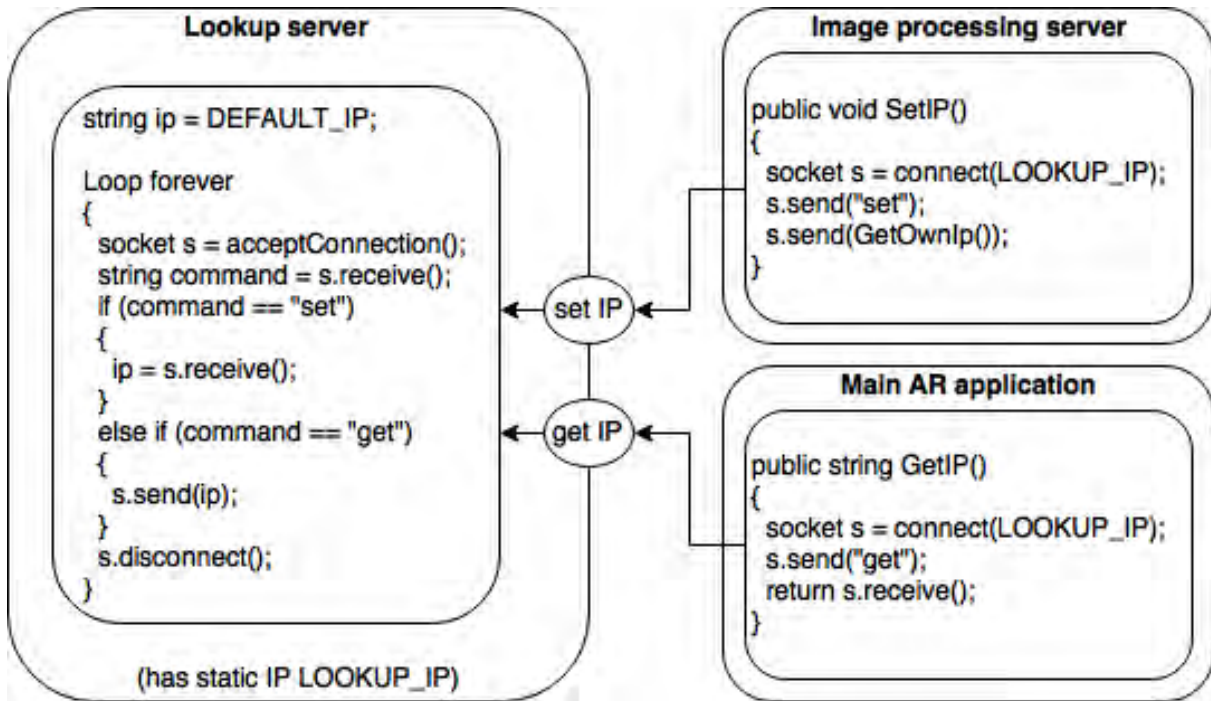 Lookup server
string ip = DEFAULT_IP;
Loop forever
{
socket s = acceptConnection();
string command = s.receive();
if (command == "set")
{
ip = s.receive();
}
else if (command == "get")
{
s.send(ip);
}
s.disconnect();
}
(has static IP LOOKUP_IP)
set IP
get IP
Image processing server
public void SetIP()
{
socket s = connect(LOOKUP_IP);
s.send("set");
s.send(GetOwnIp());
}
Main AR application
public string GetIP()
{
socket s = connect(LOOKUP_IP);
s.send("get");
return s.receive();
}